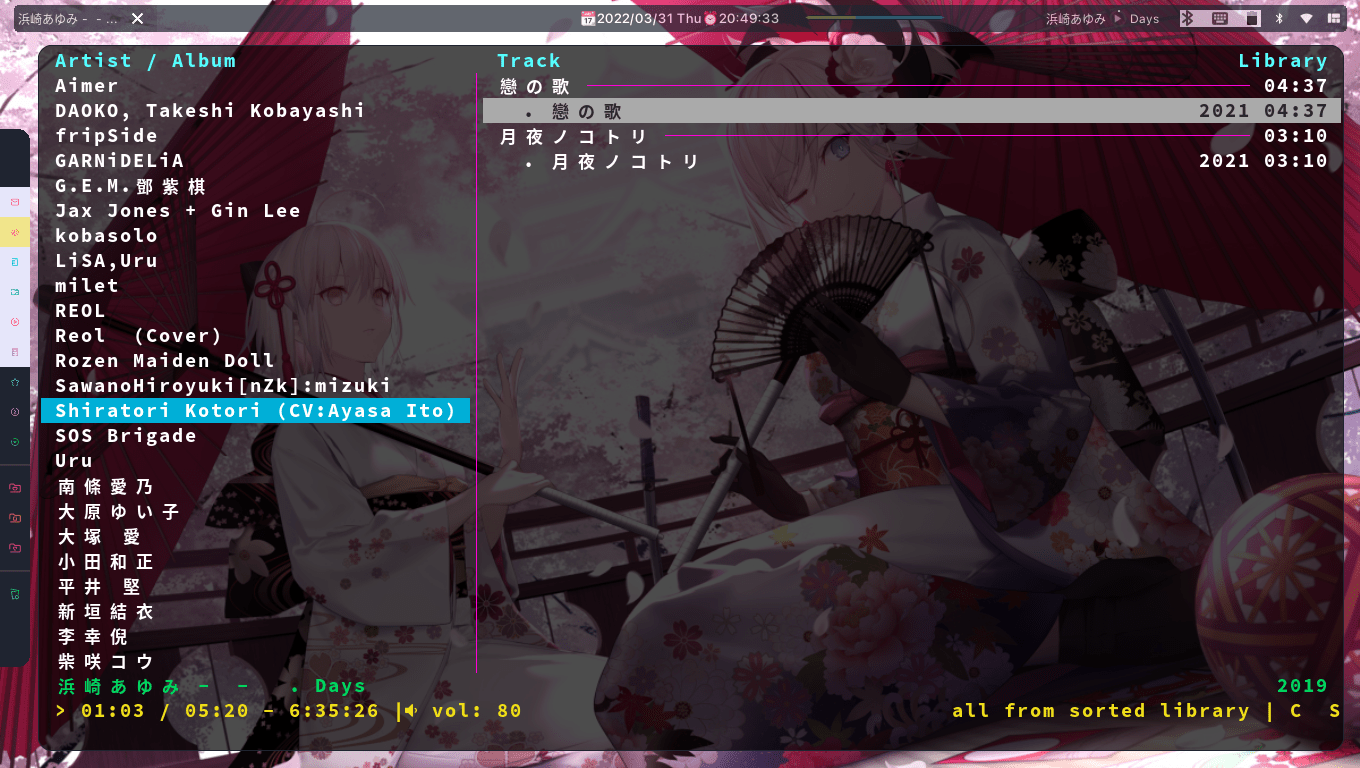 浜崎あゆみ - - ... 📅2022/03/31 Thu⏰20:49:33 浜崎あゆみ ▸ Days
Artist / Album
Aimer
DAOKO, Takeshi Kobayashi
fripSide
GARNiDELiA
G.E.M.鄧紫棋
Jax Jones + Gin Lee
kobasolo
LiSA,Uru
milet
REOL
Reol (Cover)
Rozen Maiden Doll
SawanoHiroyuki[nZk]:mizuki
Shiratori Kotori (CV:Ayasa Ito)
SOS Brigade
Uru
南條愛乃
大原ゆい子
大塚 愛
小田和正
平井 堅
新垣結衣
李幸倪
柴咲コウ
Track Library
戀の歌 04:37
. 戀の歌 2021 04:37
月夜ノコトリ 03:10
. 月夜ノコトリ 2021 03:10
浜崎あゆみ - - . Days 2019
> 01:03 / 05:20 - 6:35:26 |🔊 vol: 80 all from sorted library | C S